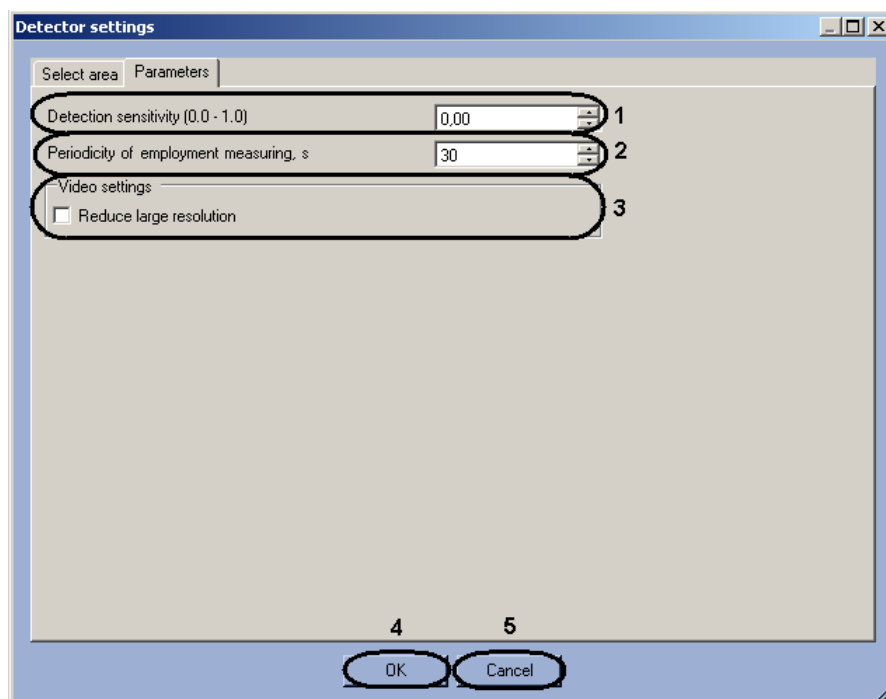 Detector settings
Select area Parameters
Detection sensitivity (0.0 - 1.0) 0,00 1
Periodicity of employment measuring, s 30 2
Video settings
Reduce large resolution 3
4 5
OK Cancel